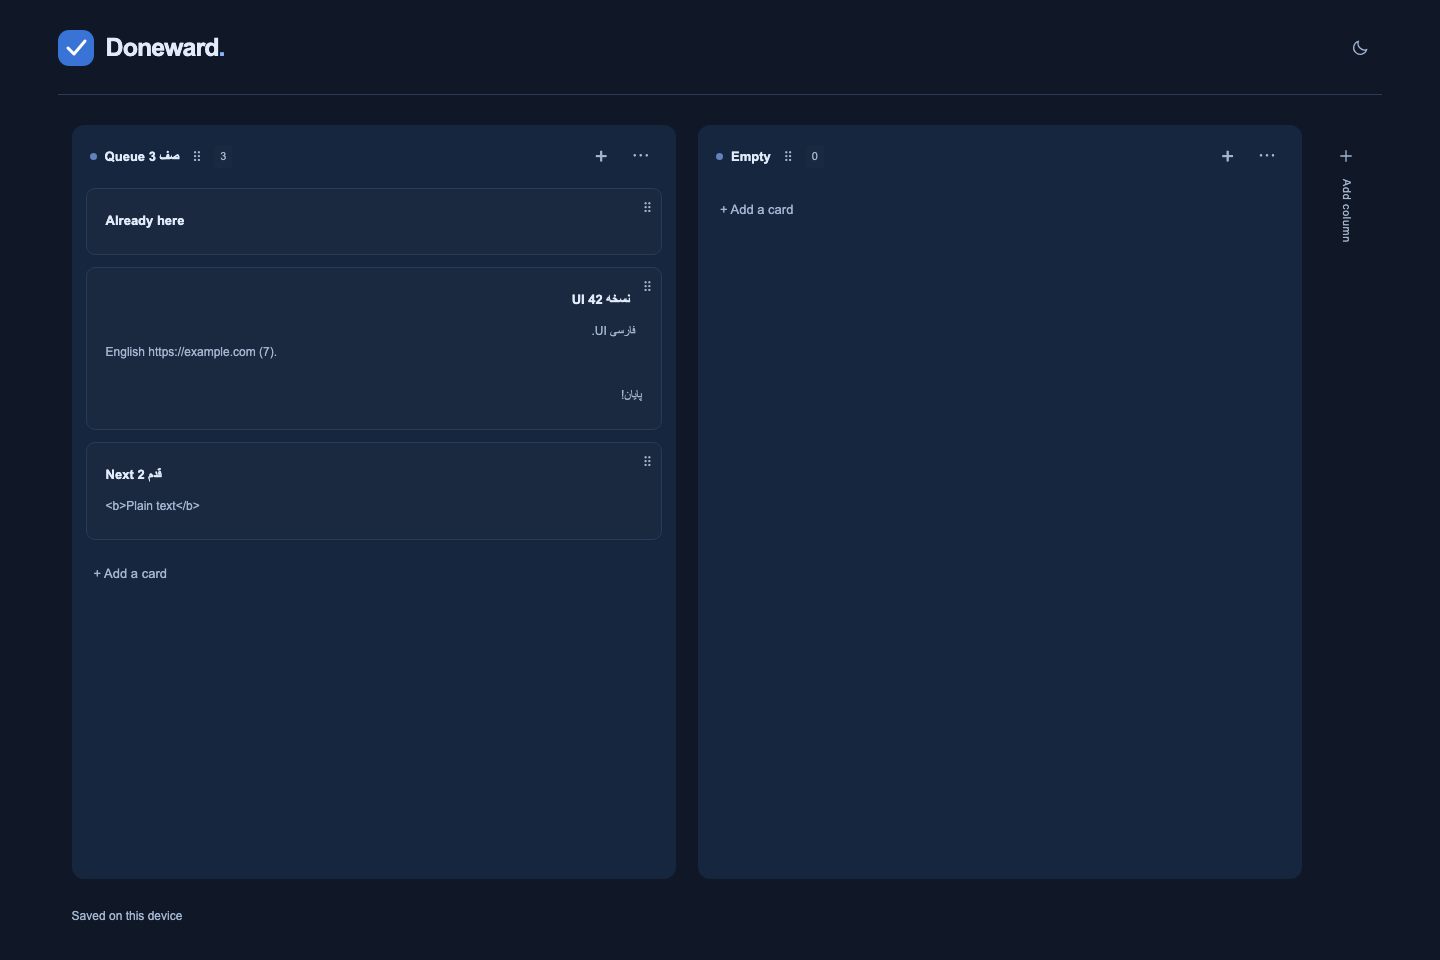 Doneward.
Queue 3 صف
3
Already here
نسخه 42 UI
فارسی UI.
English https://example.com (7).
پایان!
Next 2 قدم
<b>Plain text</b>
+ Add a card
Empty
0
+ Add a card
Add column
Saved on this device